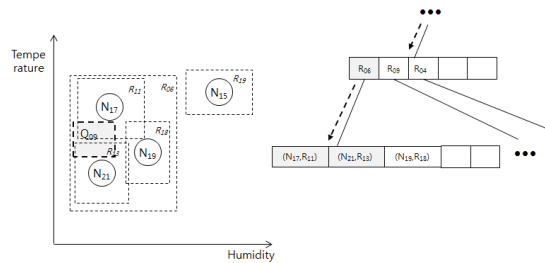 •••
Tempe
rature
R19
R11
R06
N15
N17
R06
R09
R04
Q09
R18
R13
N19
(N17,R11)
(N21,R13)
(N19,R18)
•••
N21
Humidity